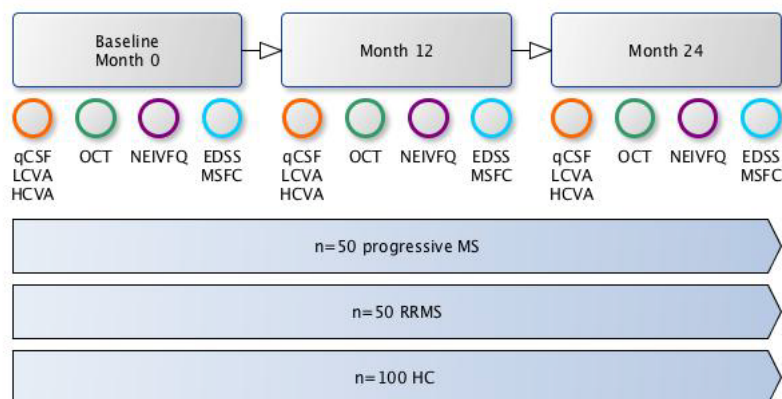 Baseline
Month 0
Month 12
Month 24
qCSF
LCVA
HCVA
OCT
NEIVFQ
EDSS
MSFC
qCSF
LCVA
HCVA
OCT
NEIVFQ
EDSS
MSFC
qCSF
LCVA
HCVA
OCT
NEIVFQ
EDSS
MSFC
n=50 progressive MS
n=50 RRMS
n=100 HC